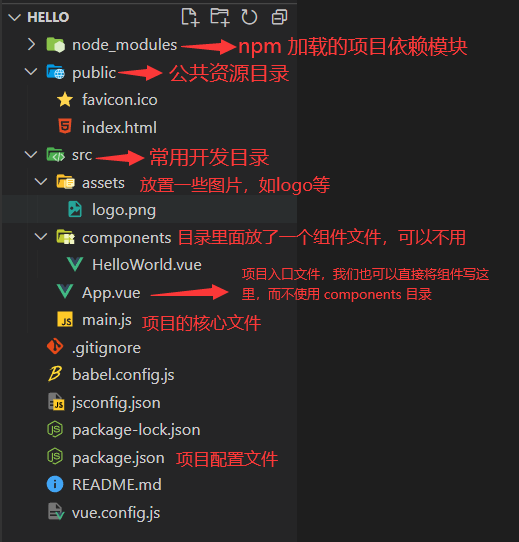 HELLO
node_modules npm 加载的项目依赖模块
public 公共资源目录
favicon.ico
index.html
src 常用开发目录
assets 放置一些图片，如logo等
logo.png
components 目录里面放了一个组件文件，可以不用
HelloWorld.vue
App.vue 项目入口文件，我们也可以直接将组件写这
里，而不使用 components 目录
main.js 项目的核心文件
.gitignore
babel.config.js
jsconfig.json
package-lock.json
package.json 项目配置文件
README.md
vue.config.js